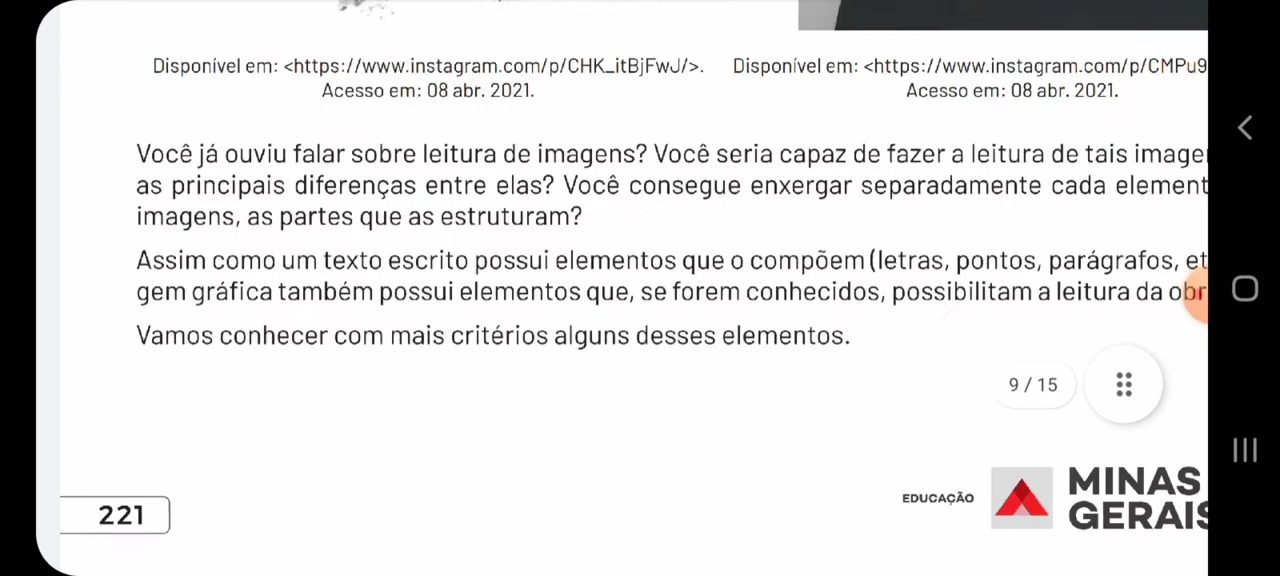 Disponível em: <https://www.instagram.com/p/CHK_itBjFwJ/>. Disponível em: <https://www.instagram.com/p/CMPu9
Acesso em: 08 abr. 2021. Acesso em: 08 abr. 2021.
Você já ouviu falar sobre leitura de imagens? Você seria capaz de fazer a leitura de tais image
as principais diferenças entre elas? Você consegue enxergar separadamente cada element
imagens, as partes que as estruturam?
Assim como um texto escrito possui elementos que o compõem (letras, pontos, parágrafos, et
gem gráfica também possui elementos que, se forem conhecidos, possibilitam a leitura da obr
Vamos conhecer com mais critérios alguns desses elementos.
9 / 15
221
EDUCAÇÃO
MINAS
GERAIS